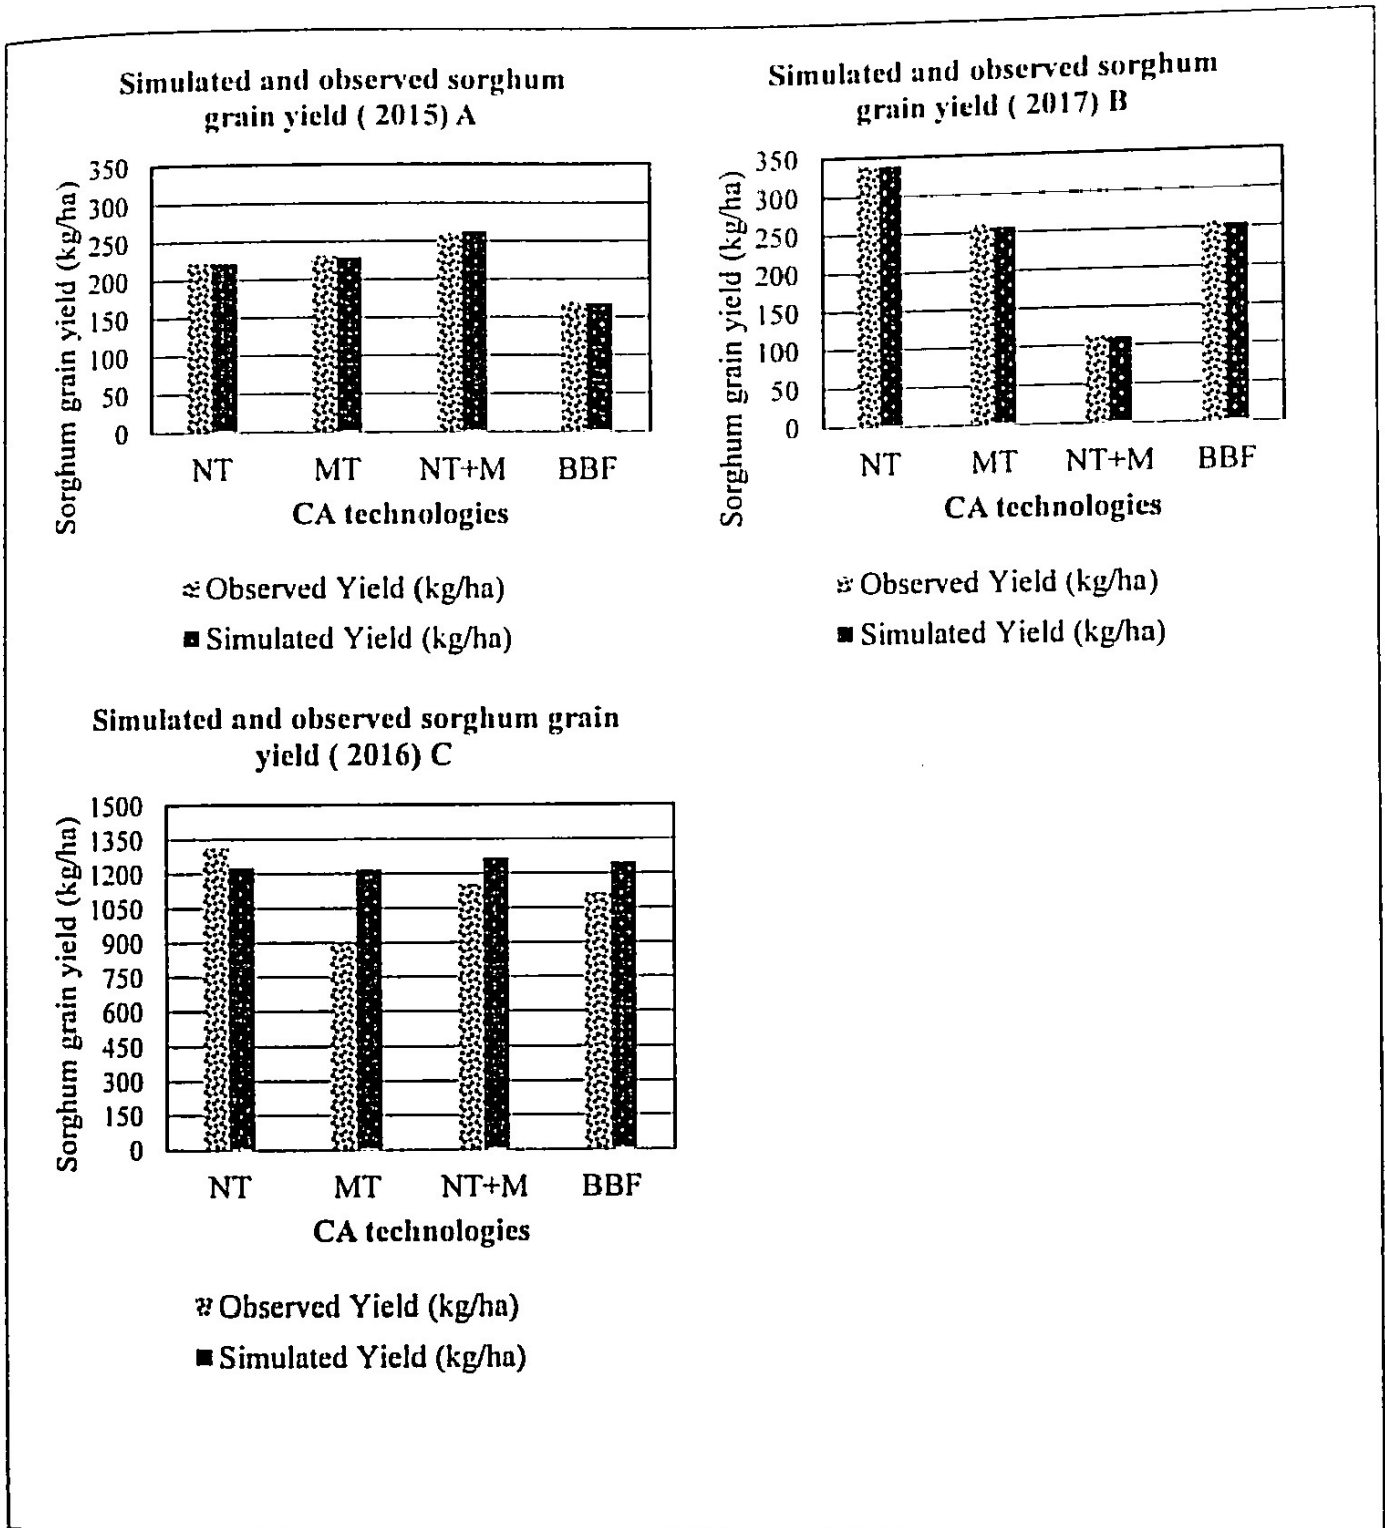 Simulated and observed sorghum
grain yield ( 2015) A
350
300
250
200
150
100
50
0
Sorghum grain yield (kg/ha)
NT MT NT+M BBF
CA technologies
Observed Yield (kg/ha)
Simulated Yield (kg/ha)
Simulated and observed sorghum
grain yield ( 2017) B
350
300
250
200
150
100
50
0
Sorghum grain yield (kg/ha)
NT MT NT+M BBF
CA technologies
Observed Yield (kg/ha)
Simulated Yield (kg/ha)
Simulated and observed sorghum grain
yield ( 2016) C
1500
1350
1200
1050
900
750
600
450
300
150
0
Sorghum grain yield (kg/ha)
NT MT NT+M BBF
CA technologies
Observed Yield (kg/ha)
Simulated Yield (kg/ha)